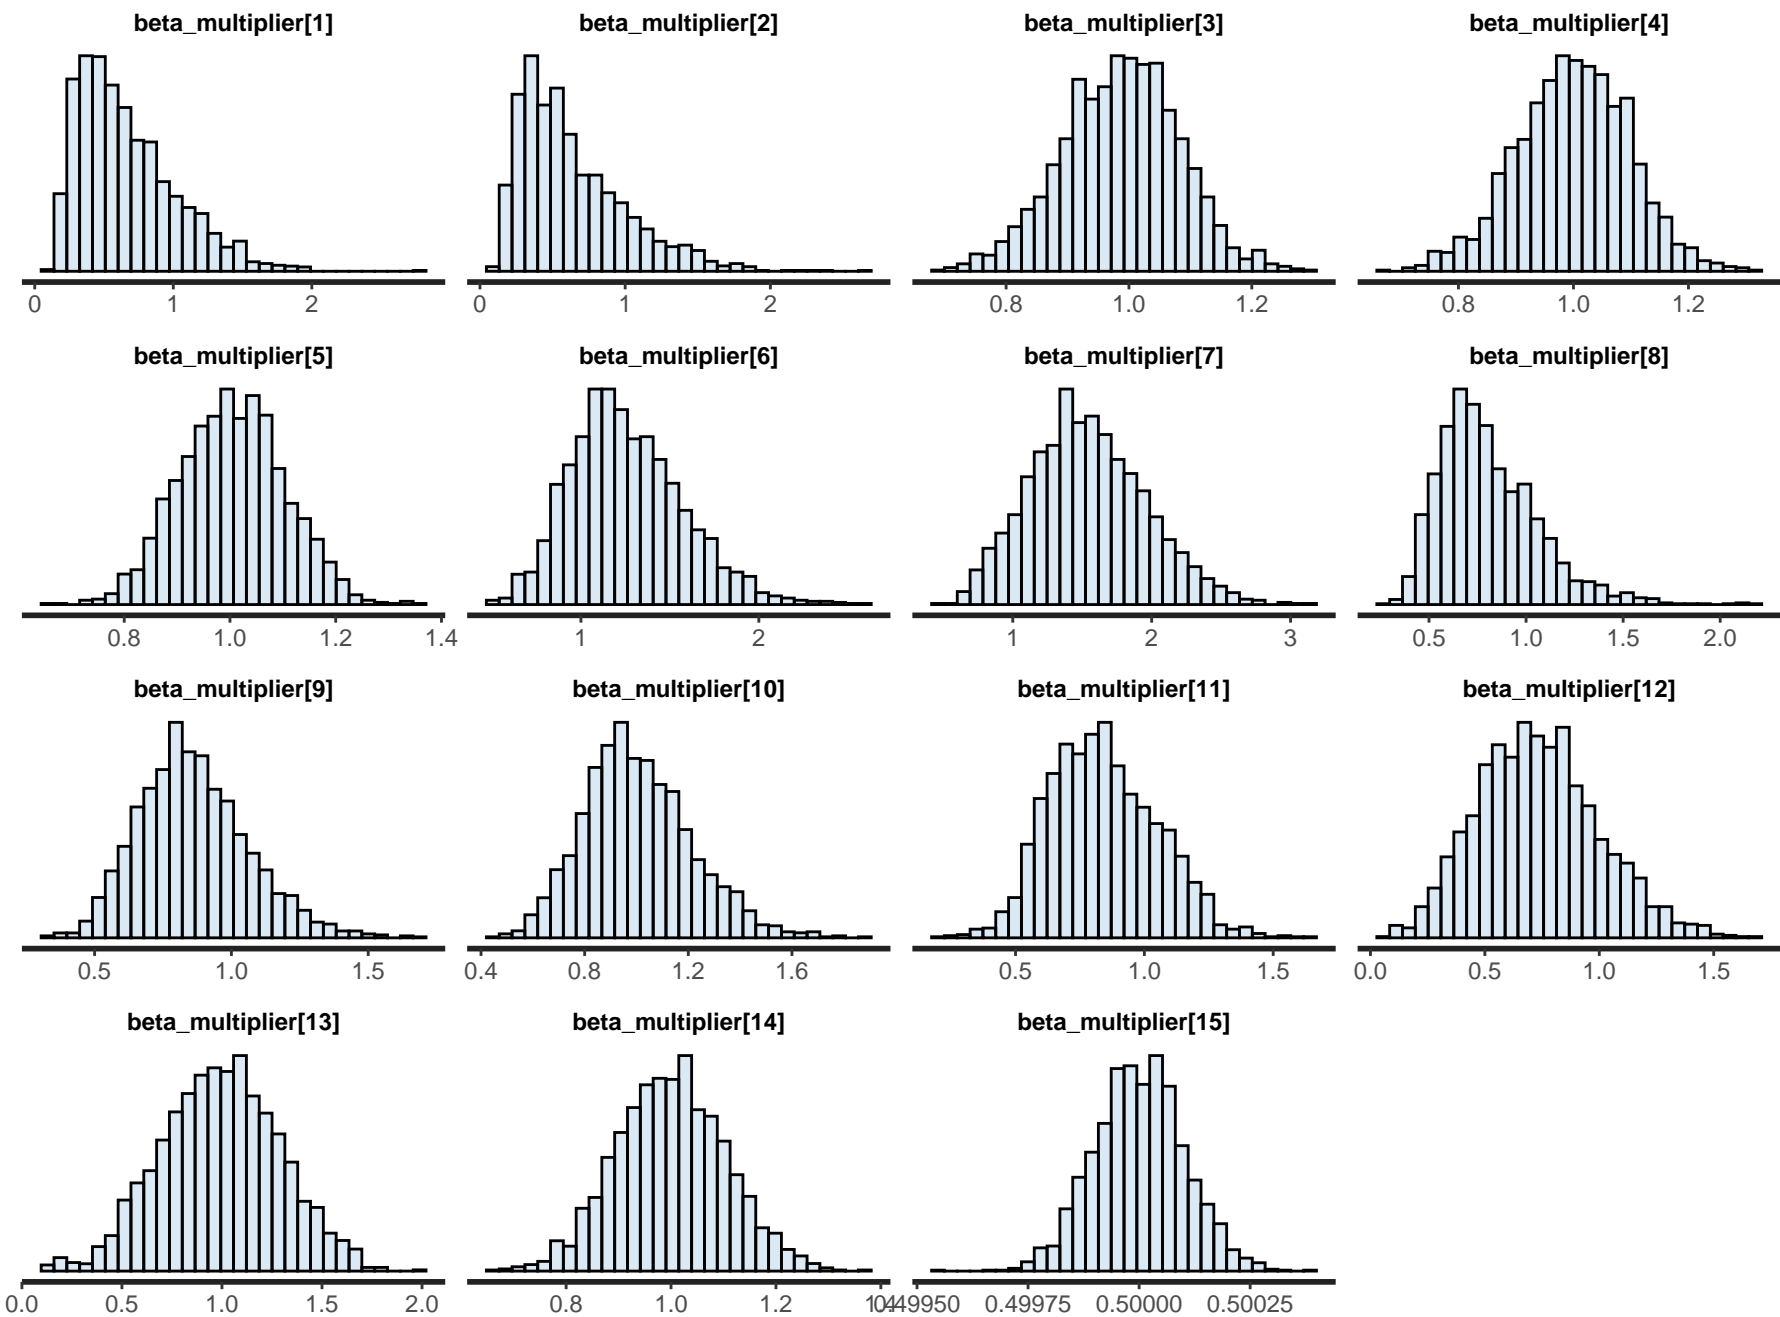 beta_multiplier[1] beta_multiplier[2] beta_multiplier[3] beta_multiplier[4]
0 1 2 0 1 2 0.8 1.0 1.2 0.8 1.0 1.2
beta_multiplier[5] beta_multiplier[6] beta_multiplier[7] beta_multiplier[8]
0.8 1.0 1.2 1.4 1 2 1 2 3 0.5 1.0 1.5 2.0
beta_multiplier[9] beta_multiplier[10] beta_multiplier[11] beta_multiplier[12]
0.5 1.0 1.5 0.4 0.8 1.2 1.6 0.5 1.0 1.5 0.0 0.5 1.0 1.5
beta_multiplier[13] beta_multiplier[14] beta_multiplier[15]
0.0 0.5 1.0 1.5 2.0 0.8 1.0 1.2 1.4 0.49950 0.49975 0.50000 0.50025